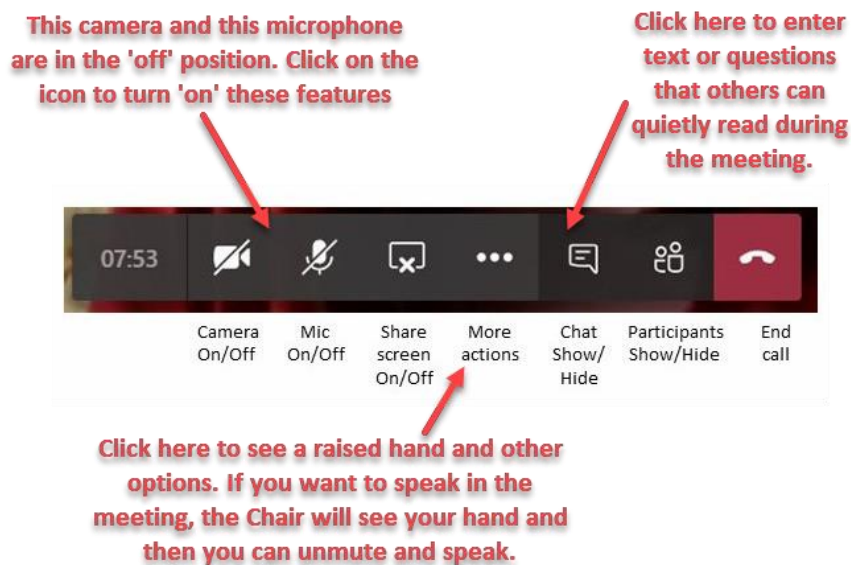 This camera and this microphone
are in the 'off' position. Click on the
icon to turn 'on' these features
Click here to enter
text or questions
that others can
quietly read during
the meeting.
07:53
Camera
On/Off
Mic
On/Off
Share
screen
On/Off
More
actions
Chat
Show/
Hide
Participants
Show/Hide
End
call
Click here to see a raised hand and other
options. If you want to speak in the
meeting, the Chair will see your hand and
then you can unmute and speak.